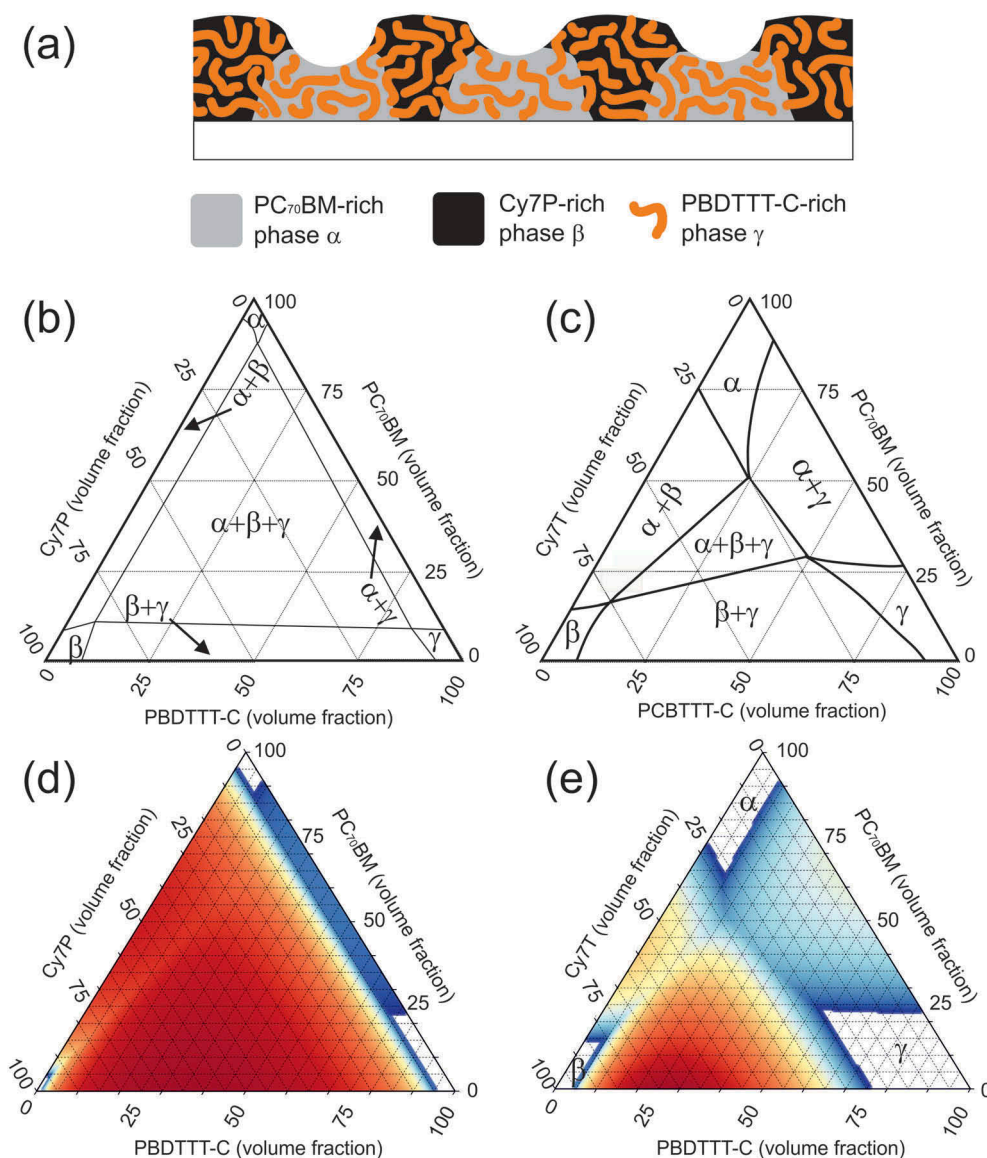 (a)
PC₇₀BM-rich
phase α
Cy7P-rich
phase β
PBDTTT-C-rich
phase γ
(b)
0
100
α
25
α+β
75
Cy7P (volume fraction)
PC₇₀BM (volume fraction)
50
50
α+β+γ
75
25
α+γ
β+γ
100
β
γ
0
0
25
50
75
100
PBDTTT-C (volume fraction)
(c)
0
100
25
α
75
Cy7T (volume fraction)
PC₇₀BM (volume fraction)
50
α+γ
50
α+β
α+β+γ
75
25
β+γ
100
β
γ
0
0
25
50
75
100
PCBTTT-C (volume fraction)
(d)
0
100
25
75
Cy7P (volume fraction)
PC₇₀BM (volume fraction)
50
50
75
25
100
0
0
25
50
75
100
PBDTTT-C (volume fraction)
(e)
0
100
α
25
75
Cy7T (volume fraction)
PC₇₀BM (volume fraction)
50
50
75
25
β
γ
100
0
0
25
50
75
100
PBDTTT-C (volume fraction)